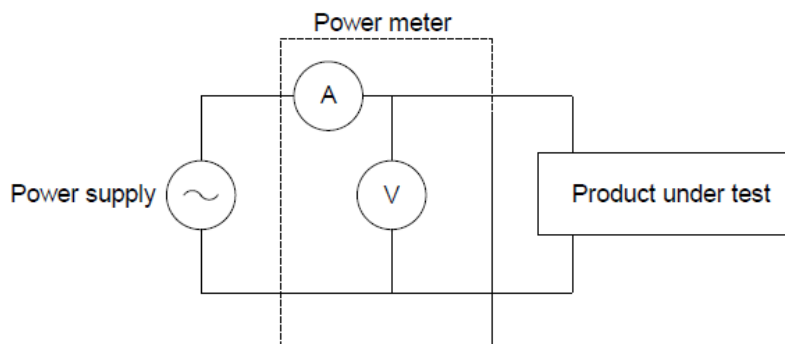 Power meter
A
Power supply
V
Product under test